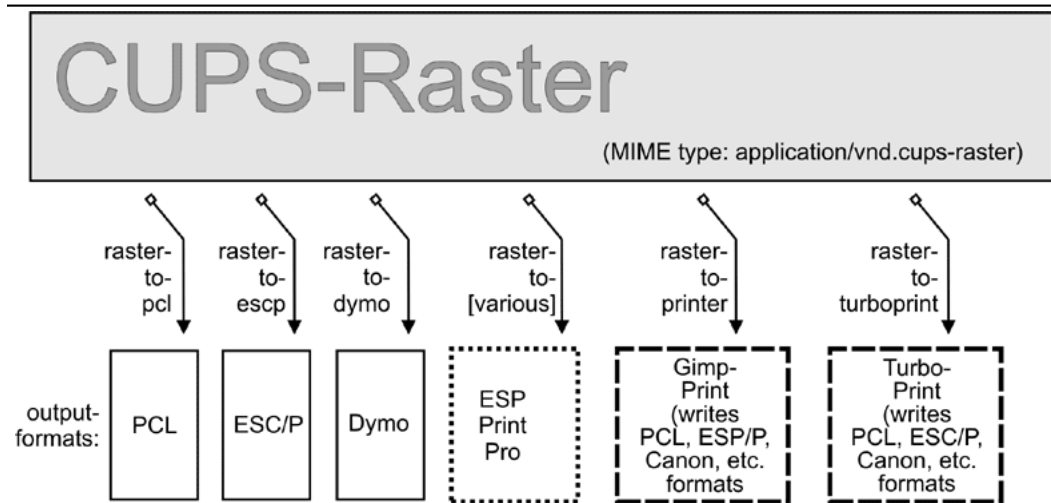 CUPS-Raster
(MIME type: application/vnd.cups-raster)
raster-
to-
pcl
raster-
to-
escp
raster-
to-
dymo
raster-
to-
[various]
raster-
to-
printer
raster-
to-
turboprint
output-
formats:
PCL
ESC/P
Dymo
ESP
Print
Pro
Gimp-
Print
(writes
PCL, ESP/P,
Canon, etc.
formats
Turbo-
Print
(writes
PCL, ESC/P,
Canon, etc.
formats